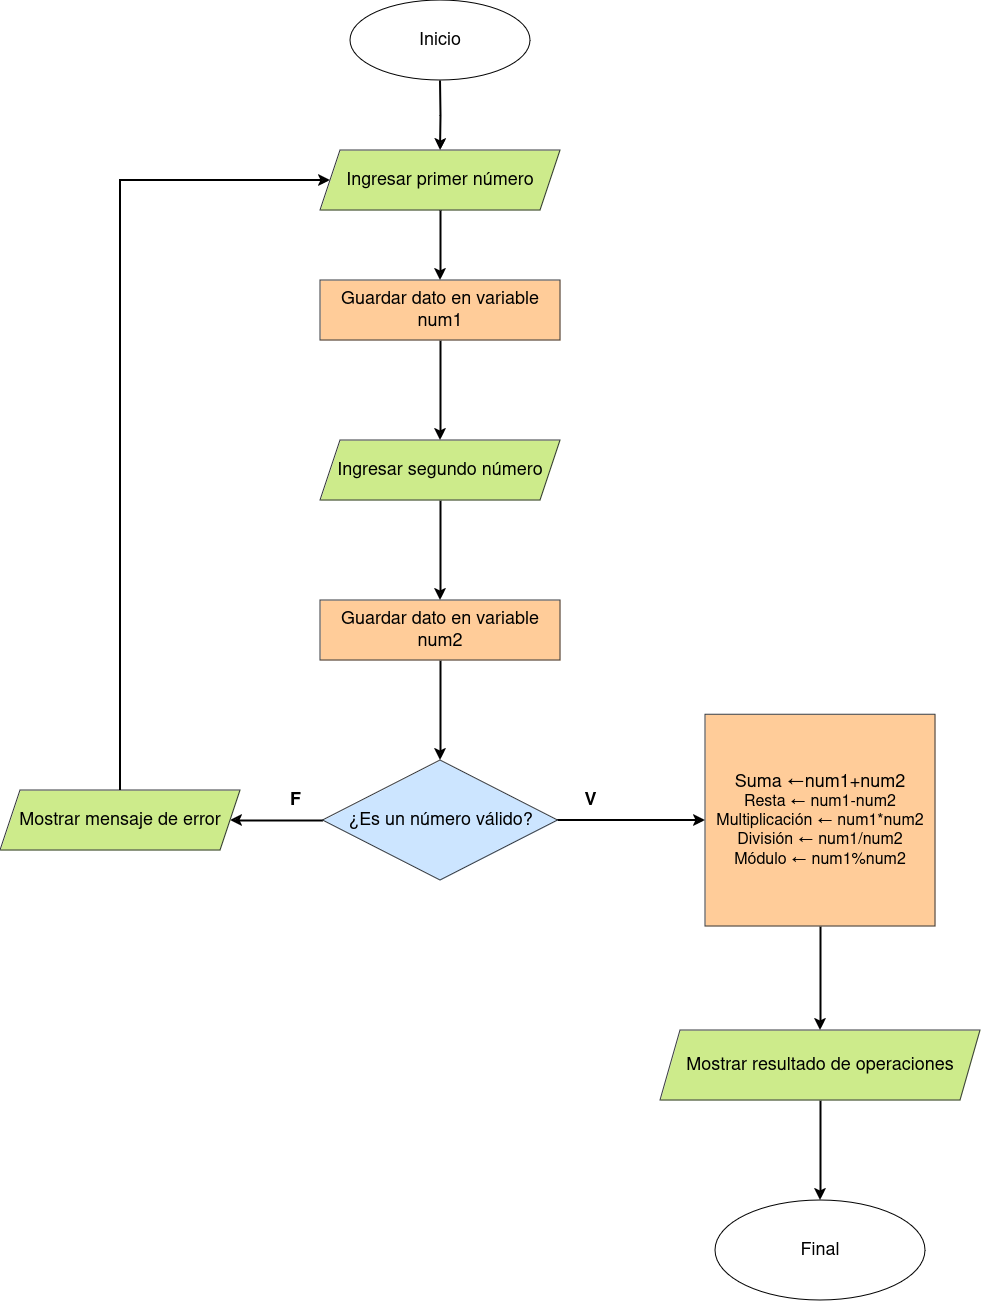 Inicio
Ingresar primer número
Guardar dato en variable
num1
Ingresar segundo número
Guardar dato en variable
num2
¿Es un número válido?
F
V
Mostrar mensaje de error
Suma ←num1+num2
Resta ← num1-num2
Multiplicación ← num1*num2
División ← num1/num2
Módulo ← num1%num2
Mostrar resultado de operaciones
Final